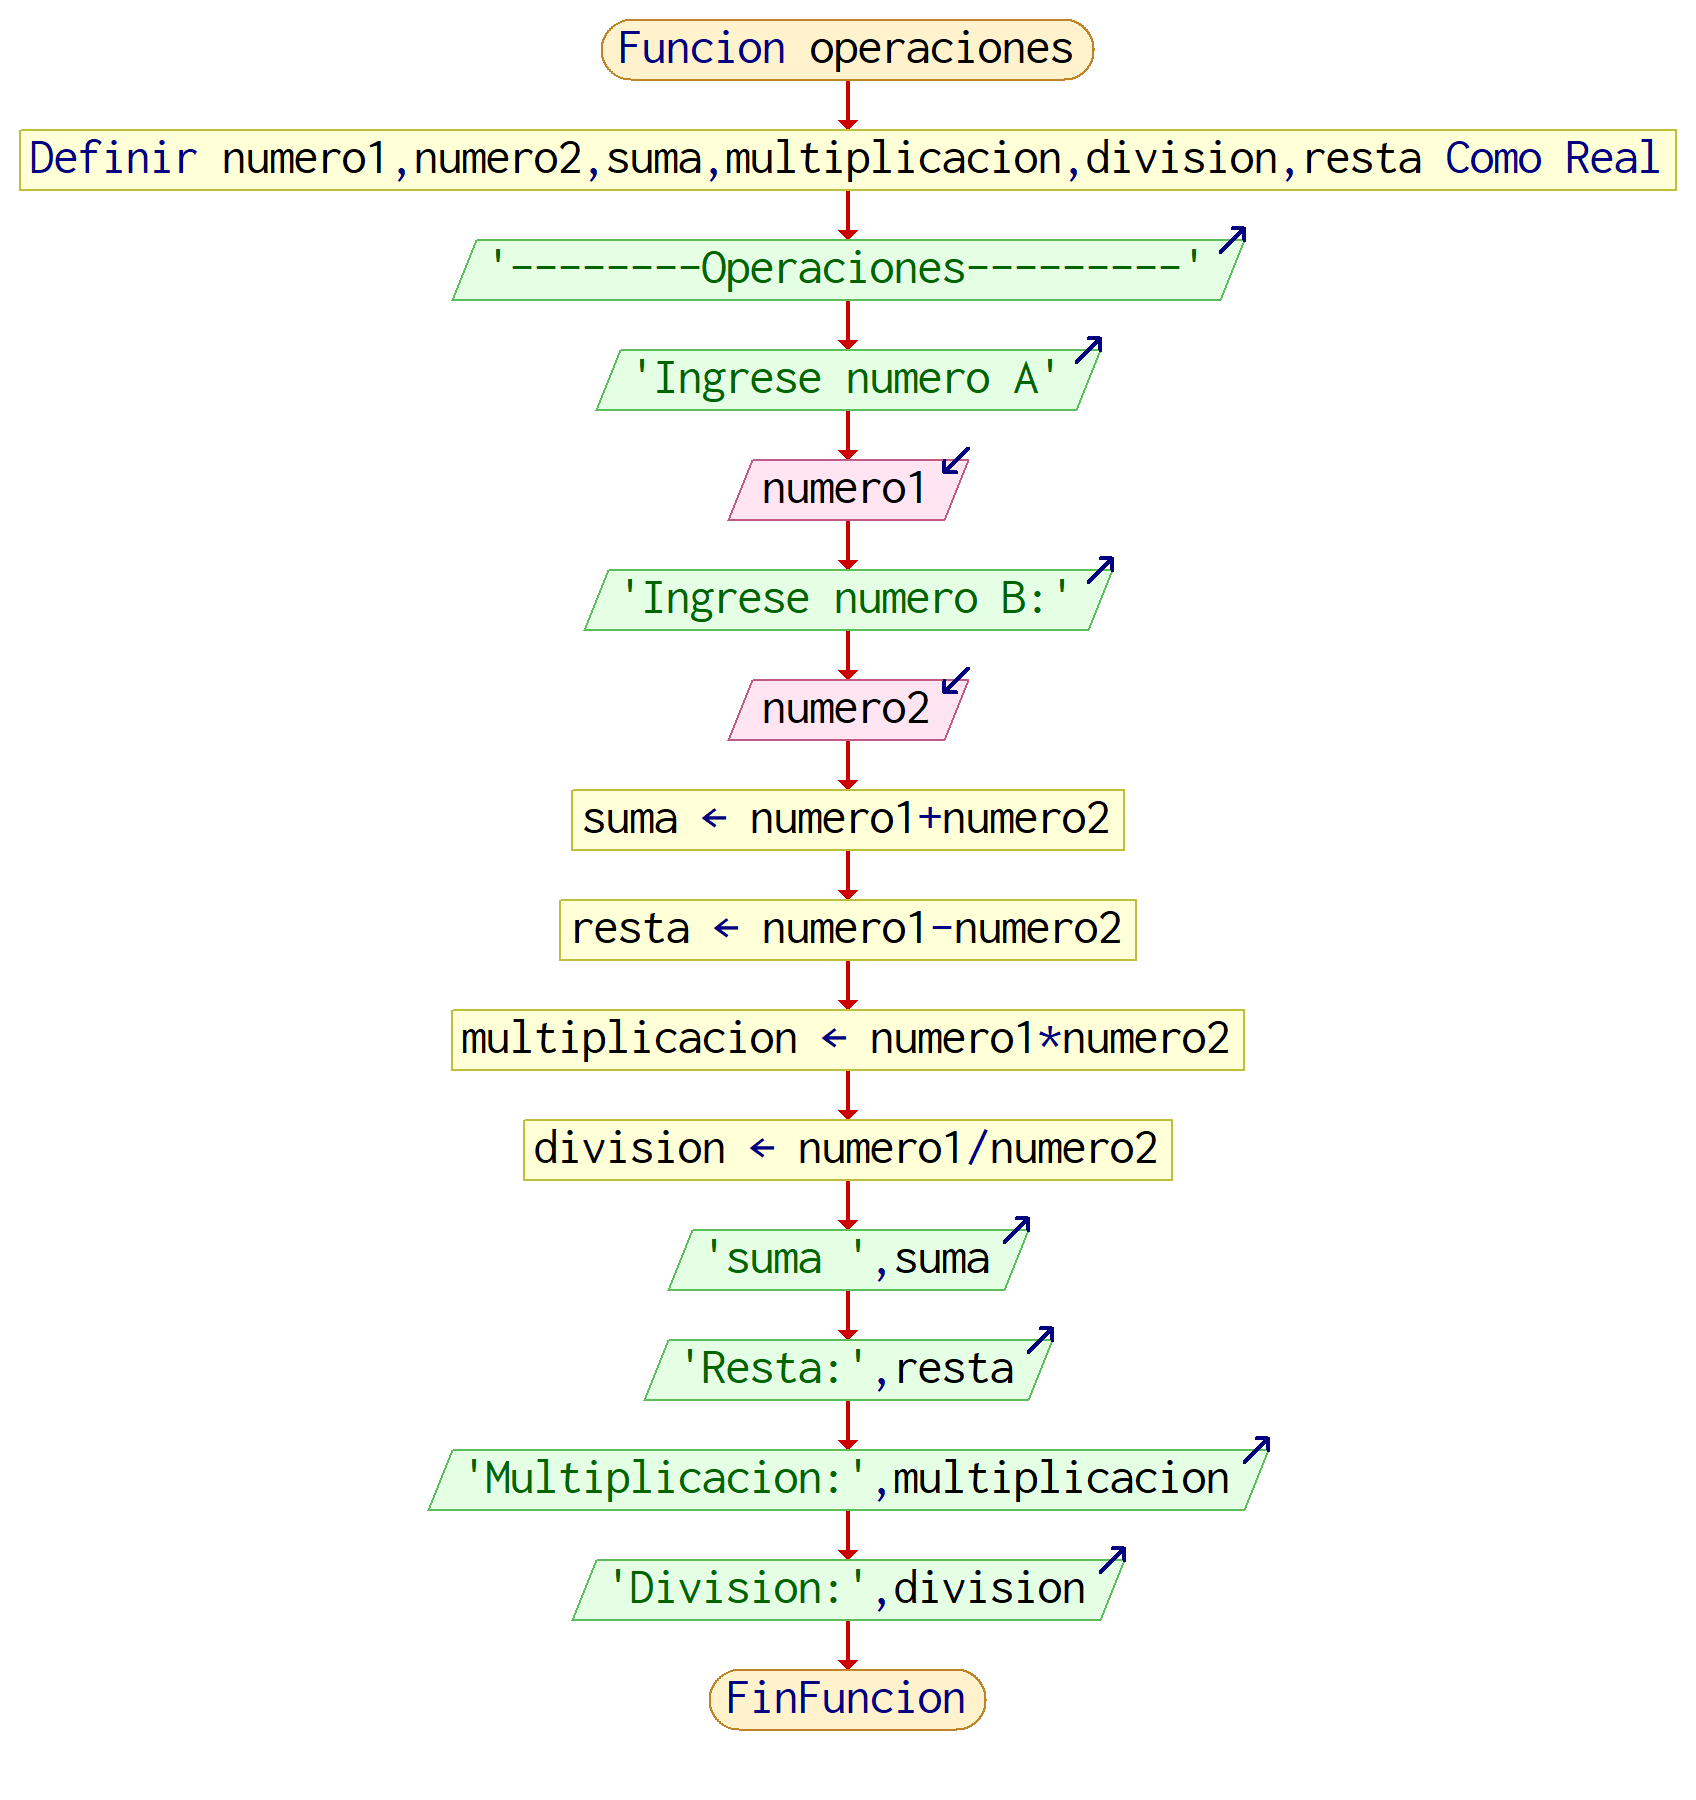 Funcion operaciones
Definir numero1,numero2,suma,multiplicacion,division,resta Como Real
'--------Operaciones---------'
'Ingrese numero A'
numero1
'Ingrese numero B:'
numero2
suma ← numero1+numero2
resta ← numero1-numero2
multiplicacion ← numero1*numero2
division ← numero1/numero2
'suma ',suma
'Resta:',resta
'Multiplicacion:',multiplicacion
'Division:',division
FinFuncion